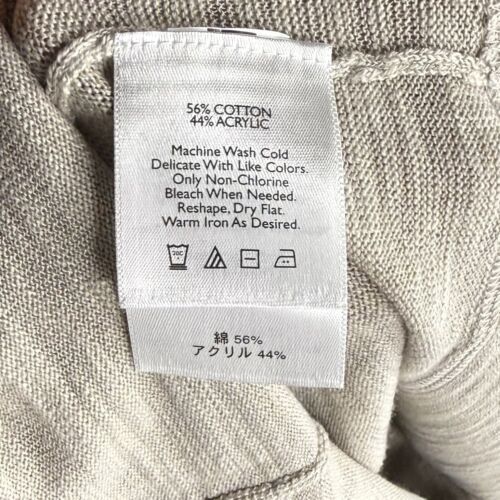 56% COTTON
44% ACRYLIC
Machine Wash Cold
Delicate With Like Colors.
Only Non-Chlorine
Bleach When Needed.
Reshape, Dry Flat.
Warm Iron As Desired.
綿 56%
アクリル 44%